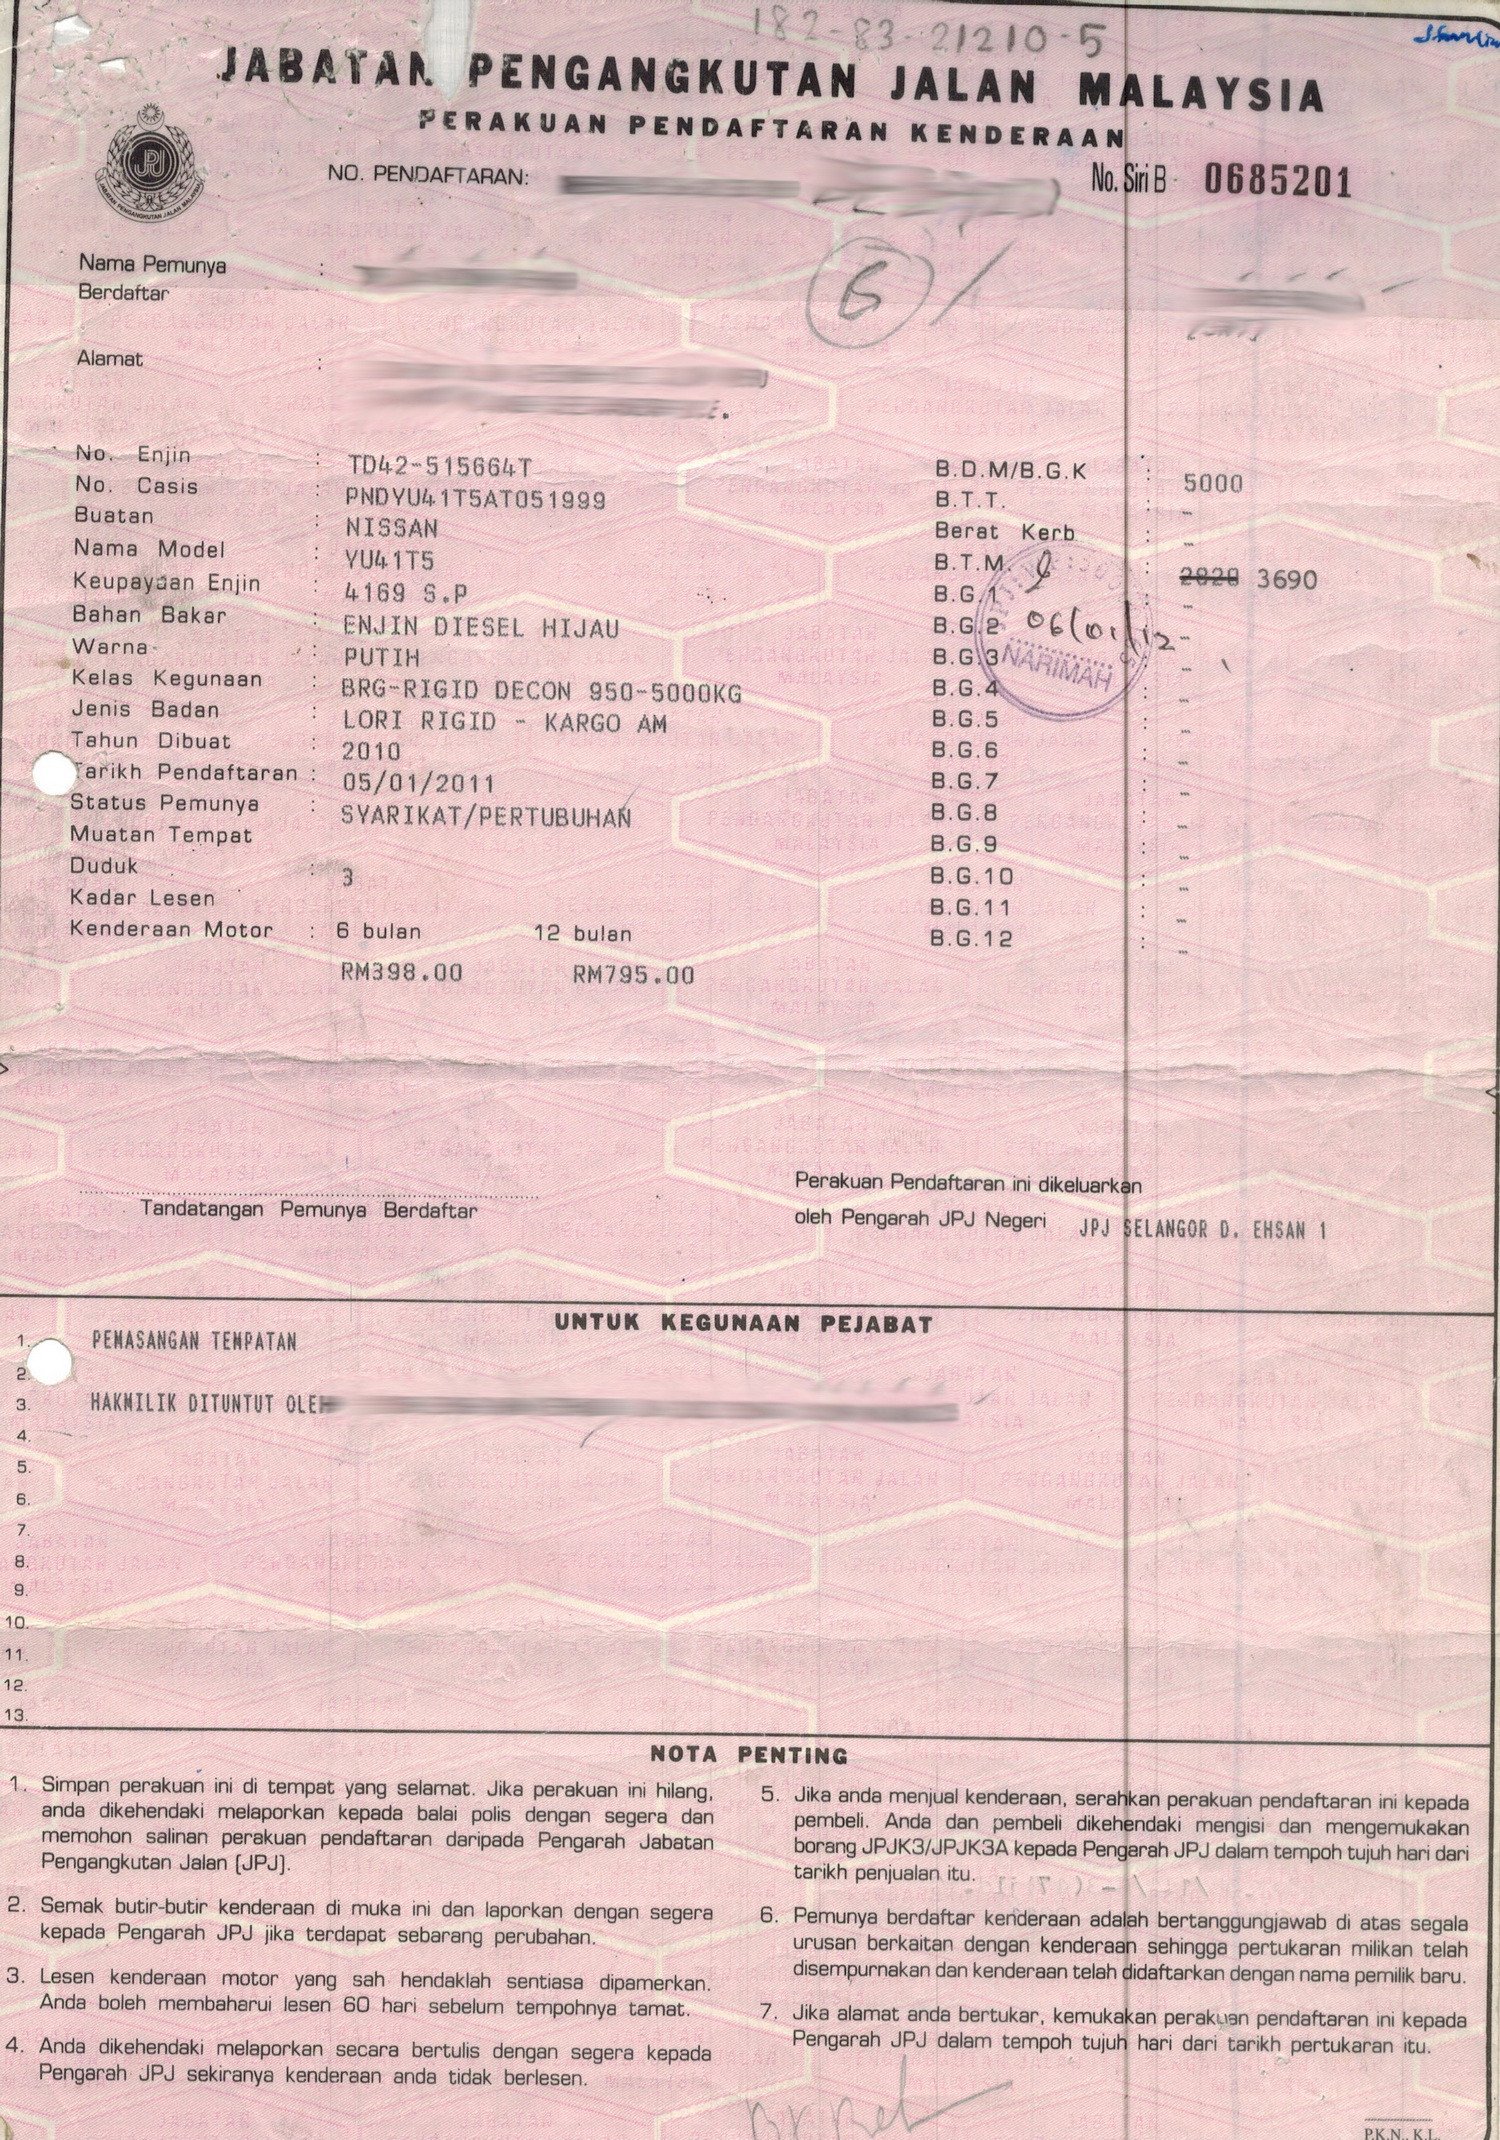 182-83-21210-5
JABATAN PENGANGKUTAN JALAN MALAYSIA
PERAKUAN PENDAFTARAN KENDERAAN
NO. PENDAFTARAN:
No. Siri B 0685201
JPJ
JABATAN PENGANGKUTAN JALAN MALAYSIA
Nama Pemunya :
Berdaftar
6
Alamat :
No. Enjin : TD42-515664T
No. Casis : PNDYU41T5AT051999
Buatan : NISSAN
Nama Model : YU41T5
Keupayaan Enjin : 4169 S.P
Bahan Bakar : ENJIN DIESEL HIJAU
Warna : PUTIH
Kelas Kegunaan : BRG-RIGID DECON 950-5000KG
Jenis Badan : LORI RIGID - KARGO AM
Tahun Dibuat : 2010
Tarikh Pendaftaran : 05/01/2011
Status Pemunya : SYARIKAT/PERTUBUHAN
Muatan Tempat
Duduk : 3
Kadar Lesen
Kenderaan Motor : 6 bulan 12 bulan
RM398.00 RM795.00
B.D.M/B.G.K : 5000
B.T.T. : -
Berat Kerb : -
B.T.M. : 2820 3690
B.G.1 : -
B.G.2 : -
B.G.3 : -
B.G.4 : -
B.G.5 : -
B.G.6 : -
B.G.7 : -
B.G.8 : -
B.G.9 : -
B.G.10 : -
B.G.11 : -
B.G.12 : -
06/01/12
NARIMAH
Tandatangan Pemunya Berdaftar
Perakuan Pendaftaran ini dikeluarkan
oleh Pengarah JPJ Negeri JPJ SELANGOR D. EHSAN 1
UNTUK KEGUNAAN PEJABAT
1. PEMASANGAN TEMPATAN
2.
3. HAKMILIK DITUNTUT OLEH
4.
5.
6.
7.
8.
9.
10.
11.
12.
13.
NOTA PENTING
1. Simpan perakuan ini di tempat yang selamat. Jika perakuan ini hilang,
anda dikehendaki melaporkan kepada balai polis dengan segera dan
memohon salinan perakuan pendaftaran daripada Pengarah Jabatan
Pengangkutan Jalan (JPJ).
2. Semak butir-butir kenderaan di muka ini dan laporkan dengan segera
kepada Pengarah JPJ jika terdapat sebarang perubahan.
3. Lesen kenderaan motor yang sah hendaklah sentiasa dipamerkan.
Anda boleh membaharui lesen 60 hari sebelum tempohnya tamat.
4. Anda dikehendaki melaporkan secara bertulis dengan segera kepada
Pengarah JPJ sekiranya kenderaan anda tidak berlesen.
5. Jika anda menjual kenderaan, serahkan perakuan pendaftaran ini kepada
pembeli. Anda dan pembeli dikehendaki mengisi dan mengemukakan
borang JPJK3/JPJK3A kepada Pengarah JPJ dalam tempoh tujuh hari dari
tarikh penjualan itu.
6. Pemunya berdaftar kenderaan adalah bertanggungjawab di atas segala
urusan berkaitan dengan kenderaan sehingga pertukaran milikan telah
disempurnakan dan kenderaan telah didaftarkan dengan nama pemilik baru.
7. Jika alamat anda bertukar, kemukakan perakuan pendaftaran ini kepada
Pengarah JPJ dalam tempoh tujuh hari dari tarikh pertukaran itu.
P.K.N., K.L.